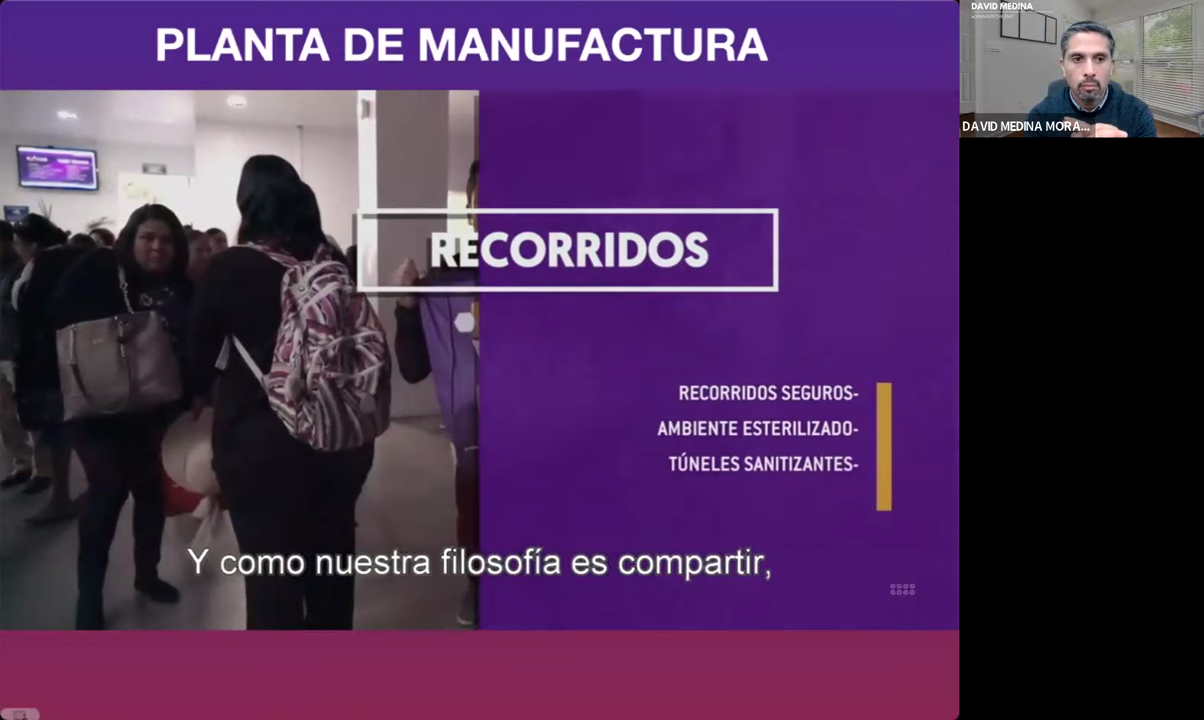 PLANTA DE MANUFACTURA
RECORRIDOS
RECORRIDOS SEGUROS-
AMBIENTE ESTERILIZADO-
TÚNELES SANITIZANTES-
Y como nuestra filosofía es compartir,
DAVID MEDINA
DAVID MEDINA MORA...